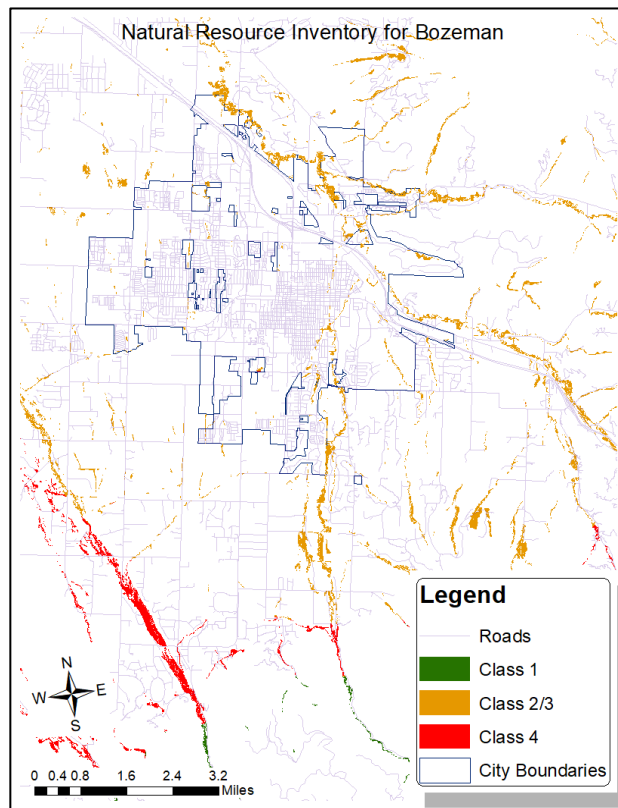 Natural Resource Inventory for Bozeman
Legend
Roads
Class 1
Class 2/3
Class 4
City Boundaries
N
W E
S
0 0.4 0.8 1.6 2.4 3.2
Miles